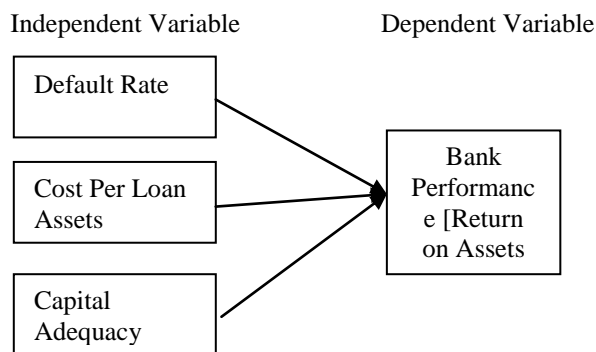 Independent Variable
Dependent Variable
Default Rate
Cost Per Loan
Assets
Capital
Adequacy
Bank
Performanc
e [Return
on Assets